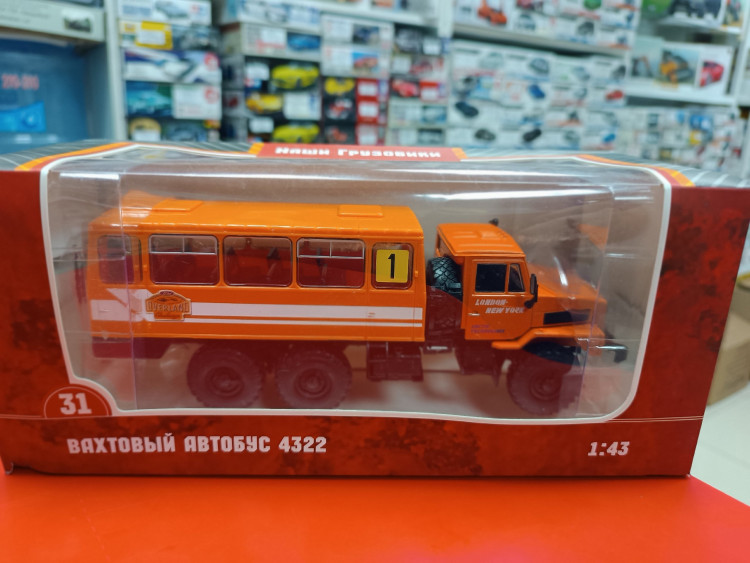 Наши Грузовики
1
LONDON-
NEW YORK
31
ВАХТОВЫЙ АВТОБУС 4322
1:43